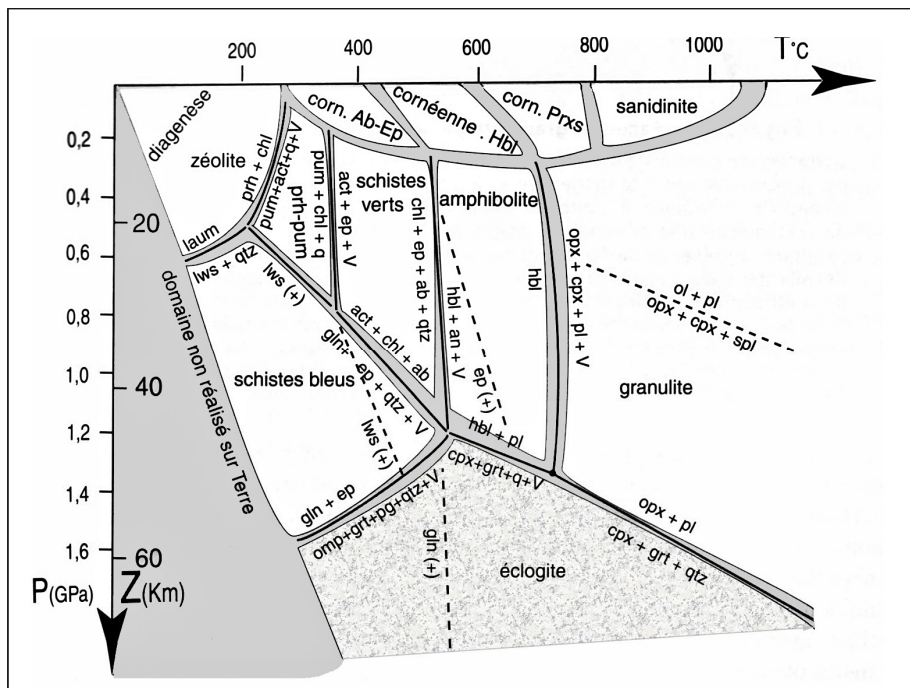 200 400 600 800 1000 T°C
diagenèse
zéolite
prh + chl
laum
lws + qtz
corn. Ab-Ep
cornéenne. Hbl
corn. Prxs
sanidinite
pum+act+q+V
prh-pum
pum + chl + q
act + ep + V
schistes
verts
chl + ep + ab + qtz
amphibolite
hbl + an + V
ep (+)
hbl
opx + cpx + pl + V
ol + pl
opx + cpx + spl
granulite
lws (+)
act + chl + ab
gln+ ep + qtz + V
lws (+)
schistes bleus
domaine non réalisé sur Terre
hbl + pl
cpx+grt+q+V
gln + ep
omp+grt+pg+qtz+V
gln (+)
éclogite
opx + pl
cpx + grt + qtz
0,2
0,4
20
0,6
0,8
1,0
40
1,2
1,4
1,6
60
P(GPa) Z(Km)